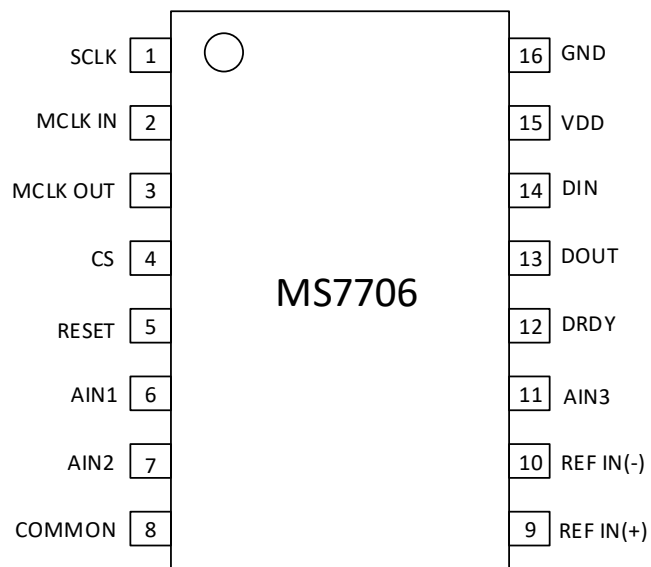 SCLK 1 16 GND
MCLK IN 2 15 VDD
MCLK OUT 3 14 DIN
CS 4 13 DOUT
MS7706
RESET 5 12 DRDY
AIN1 6 11 AIN3
AIN2 7 10 REF IN(-)
COMMON 8 9 REF IN(+)